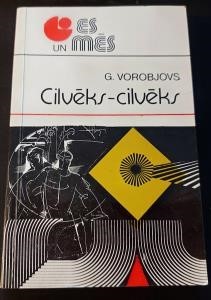 ES
UN MĒS
G. VOROBJOVS
Cilvēks-cilvēks